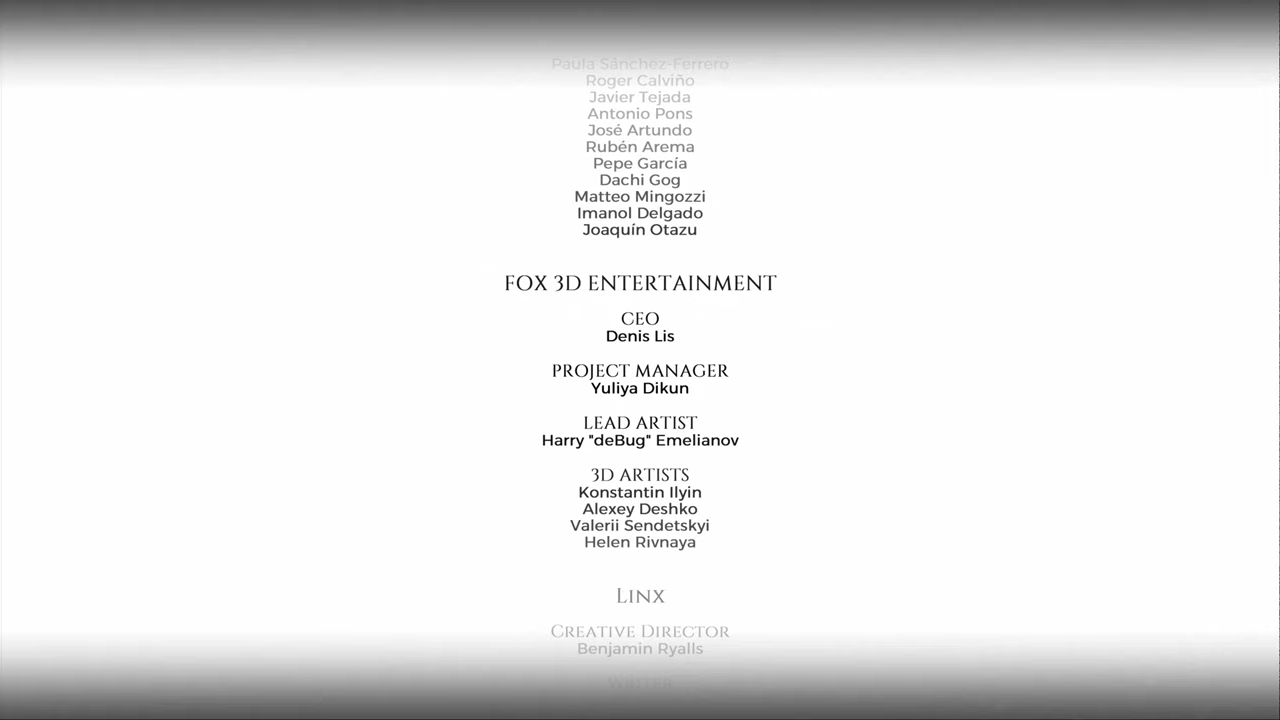 Paula Sánchez-Ferrero
Roger Calviño
Javier Tejada
Antonio Pons
José Artundo
Rubén Arema
Pepe García
Dachi Gog
Matteo Mingozzi
Imanol Delgado
Joaquín Otazu
FOX 3D ENTERTAINMENT
CEO
Denis Lis
PROJECT MANAGER
Yuliya Dikun
LEAD ARTIST
Harry "deBug" Emelianov
3D ARTISTS
Konstantin Ilyin
Alexey Deshko
Valerii Sendetskyi
Helen Rivnaya
Linx
Creative Director
Benjamin Ryalls
Writer